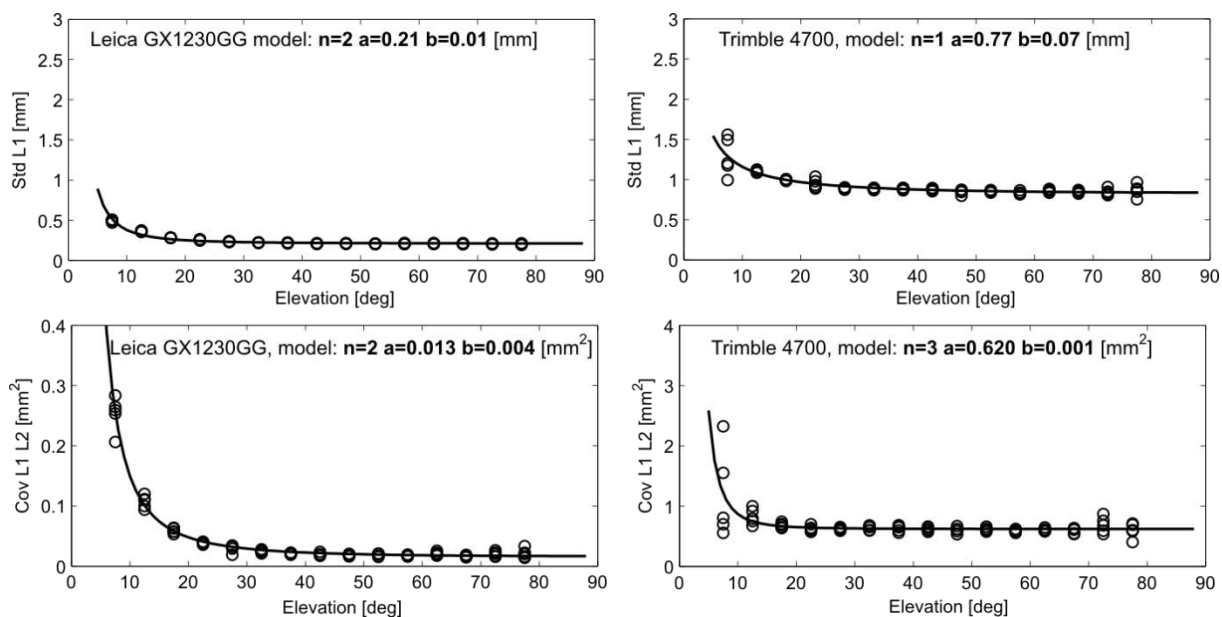 Leica GX1230GG model: n=2 a=0.21 b=0.01 [mm]
Std L1 [mm]
3
2.5
2
1.5
1
0.5
0
0 10 20 30 40 50 60 70 80 90
Elevation [deg]
Trimble 4700, model: n=1 a=0.77 b=0.07 [mm]
Std L1 [mm]
3
2.5
2
1.5
1
0.5
0
0 10 20 30 40 50 60 70 80 90
Elevation [deg]
Leica GX1230GG, model: n=2 a=0.013 b=0.004 [mm²]
Cov L1 L2 [mm²]
0.4
0.3
0.2
0.1
0
0 10 20 30 40 50 60 70 80 90
Elevation [deg]
Trimble 4700, model: n=3 a=0.620 b=0.001 [mm²]
Cov L1 L2 [mm²]
4
3
2
1
0
0 10 20 30 40 50 60 70 80 90
Elevation [deg]